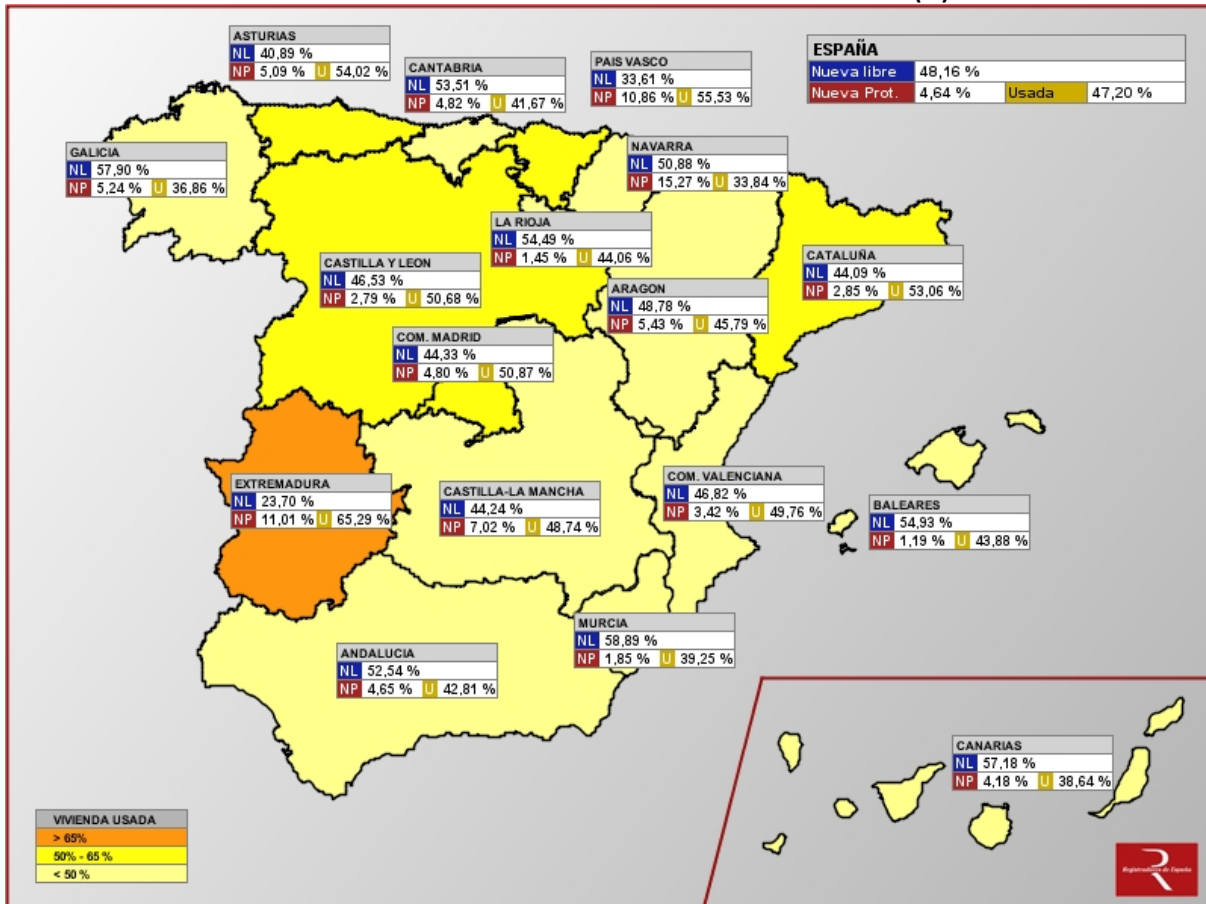 (*)
ASTURIAS
NL 40,89 %
NP 5,09 % U 54,02 %
CANTABRIA
NL 53,51 %
NP 4,82 % U 41,67 %
PAIS VASCO
NL 33,61 %
NP 10,86 % U 55,53 %
ESPAÑA
Nueva libre 48,16 %
Nueva Prot. 4,64 % Usada 47,20 %
GALICIA
NL 57,90 %
NP 5,24 % U 36,86 %
NAVARRA
NL 50,88 %
NP 15,27 % U 33,84 %
LA RIOJA
NL 54,49 %
NP 1,45 % U 44,06 %
CASTILLA Y LEON
NL 46,53 %
NP 2,79 % U 50,68 %
CATALUÑA
NL 44,09 %
NP 2,85 % U 53,06 %
ARAGON
NL 48,78 %
NP 5,43 % U 45,79 %
COM. MADRID
NL 44,33 %
NP 4,80 % U 50,87 %
EXTREMADURA
NL 23,70 %
NP 11,01 % U 65,29 %
CASTILLA-LA MANCHA
NL 44,24 %
NP 7,02 % U 48,74 %
COM. VALENCIANA
NL 46,82 %
NP 3,42 % U 49,76 %
BALEARES
NL 54,93 %
NP 1,19 % U 43,88 %
MURCIA
NL 58,89 %
NP 1,85 % U 39,25 %
ANDALUCIA
NL 52,54 %
NP 4,65 % U 42,81 %
CANARIAS
NL 57,18 %
NP 4,18 % U 38,64 %
VIVIENDA USADA
> 65%
50% - 65 %
< 50 %
Registradores de España